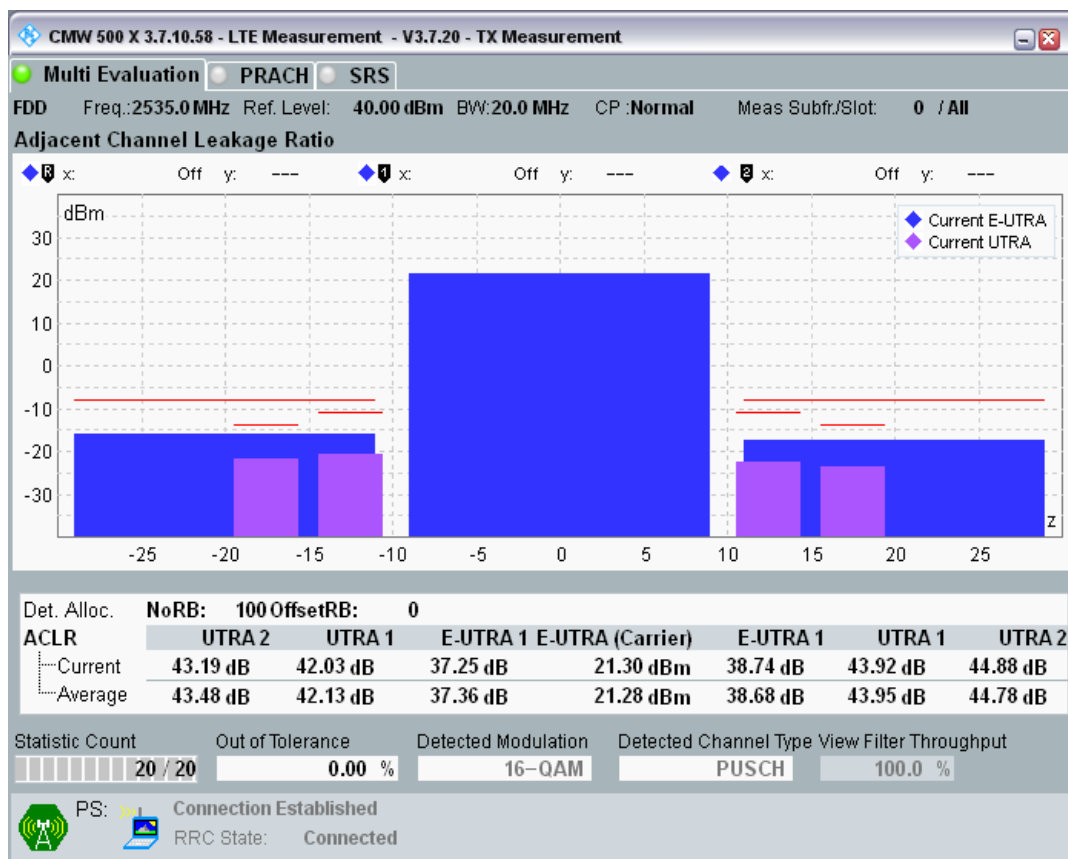 CMW 500 X 3.7.10.58 - LTE Measurement - V3.7.20 - TX Measurement
Multi Evaluation PRACH SRS
FDD Freq.:2535.0 MHz Ref. Level: 40.00 dBm BW:20.0 MHz CP :Normal Meas Subfr./Slot: 0 / All
Adjacent Channel Leakage Ratio
R x: Off y: --- 1 x: Off y: --- 2 x: Off y: ---
dBm
Current E-UTRA
Current UTRA
30
20
10
0
-10
-20
-30
z
-25 -20 -15 -10 -5 0 5 10 15 20 25
Det. Alloc. NoRB: 100 OffsetRB: 0
ACLR UTRA 2 UTRA 1 E-UTRA 1 E-UTRA (Carrier) E-UTRA 1 UTRA 1 UTRA 2
Current 43.19 dB 42.03 dB 37.25 dB 21.30 dBm 38.74 dB 43.92 dB 44.88 dB
Average 43.48 dB 42.13 dB 37.36 dB 21.28 dBm 38.68 dB 43.95 dB 44.78 dB
Statistic Count Out of Tolerance Detected Modulation Detected Channel Type View Filter Throughput
20 / 20 0.00 % 16-QAM PUSCH 100.0 %
PS: Connection Established
RRC State: Connected